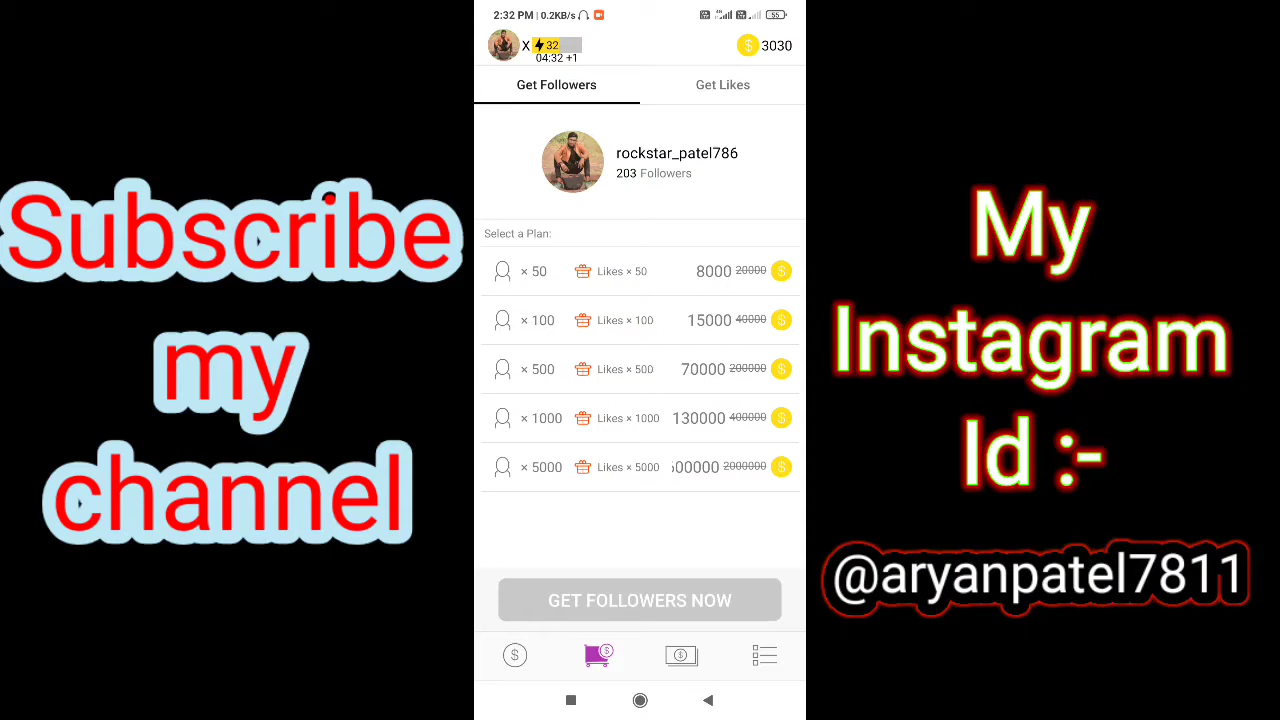 Subscribe
my
channel
2:32 PM | 0.2KB/s
55
X 32
04:32 +1
3030
Get Followers
Get Likes
rockstar_patel786
203 Followers
Select a Plan:
× 50 Likes × 50 8000 20000
× 100 Likes × 100 15000 40000
× 500 Likes × 500 70000 200000
× 1000 Likes × 1000 130000 400000
× 5000 Likes × 5000 2000000
GET FOLLOWERS NOW
My
Instagram
Id :-
@aryanpatel7811